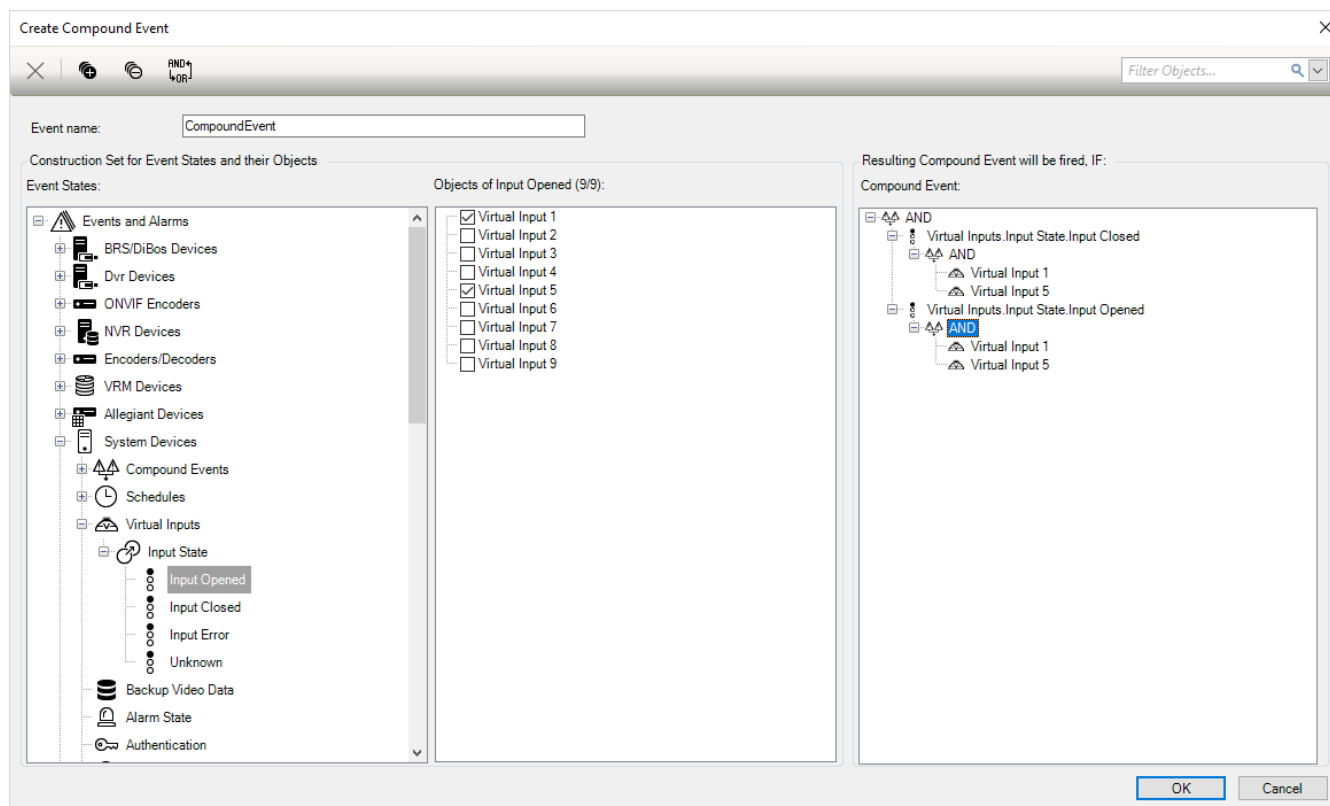 Create Compound Event
AND
OR
Filter Objects...
Event name:
CompoundEvent
Construction Set for Event States and their Objects
Event States:
Events and Alarms
BRS/DiBos Devices
Dvr Devices
ONVIF Encoders
NVR Devices
Encoders/Decoders
VRM Devices
Allegiant Devices
System Devices
Compound Events
Schedules
Virtual Inputs
Input State
Input Opened
Input Closed
Input Error
Unknown
Backup Video Data
Alarm State
Authentication
Objects of Input Opened (9/9):
Virtual Input 1
Virtual Input 2
Virtual Input 3
Virtual Input 4
Virtual Input 5
Virtual Input 6
Virtual Input 7
Virtual Input 8
Virtual Input 9
Resulting Compound Event will be fired, IF:
Compound Event:
AND
Virtual Inputs.Input State.Input Closed
AND
Virtual Input 1
Virtual Input 5
Virtual Inputs.Input State.Input Opened
AND
Virtual Input 1
Virtual Input 5
OK
Cancel